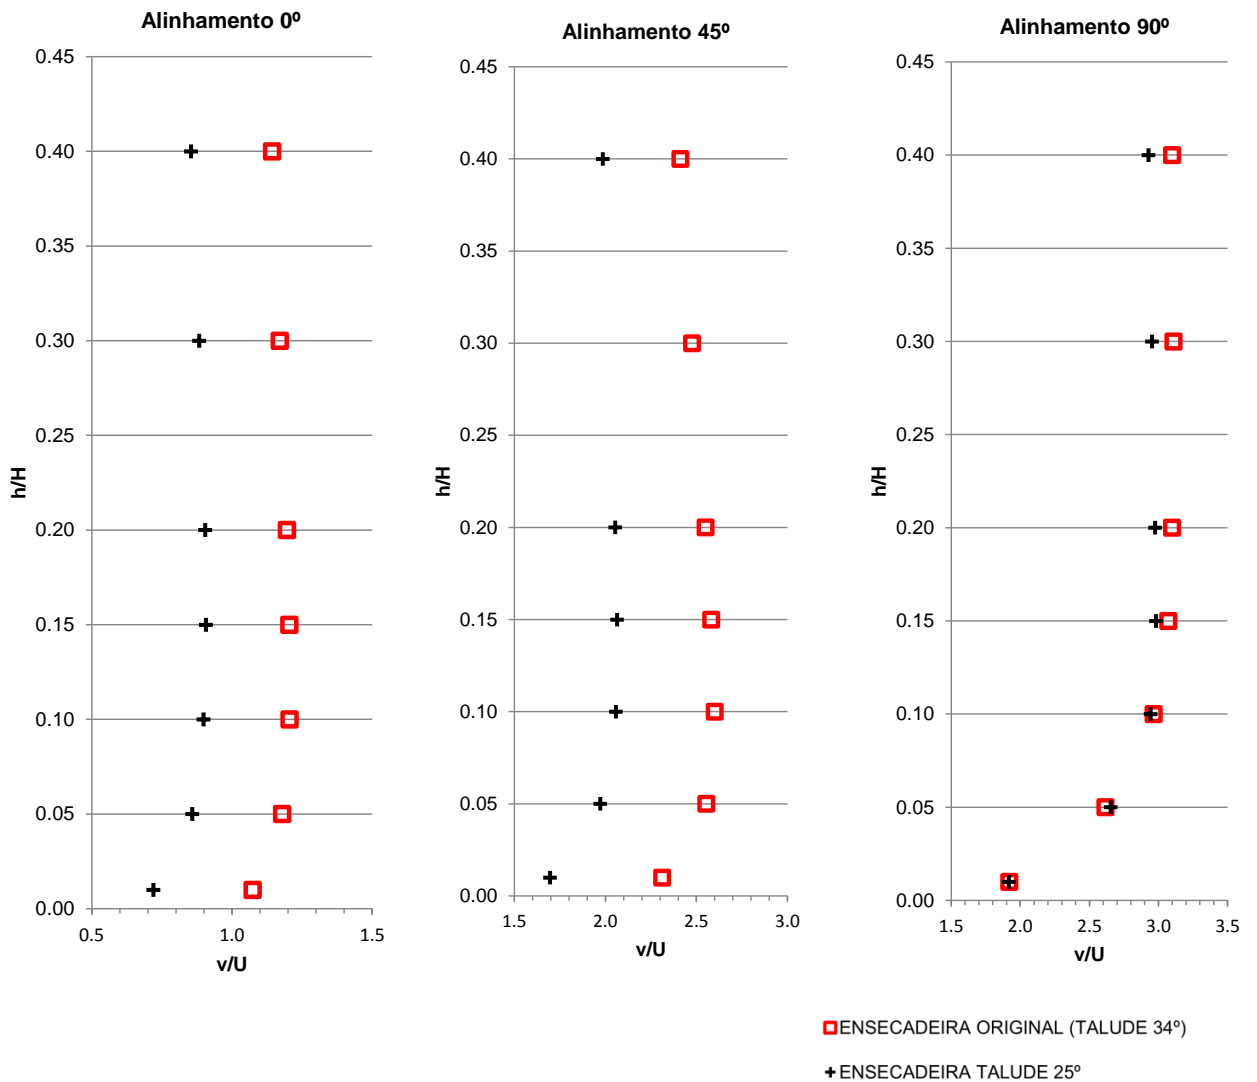 Alinhamento 0º
0.45
0.40
0.35
0.30
0.25
0.20
0.15
0.10
0.05
0.00
h/H
0.5 1.0 1.5
v/U
Alinhamento 45º
0.45
0.40
0.35
0.30
0.25
0.20
0.15
0.10
0.05
0.00
h/H
1.5 2.0 2.5 3.0
v/U
Alinhamento 90º
0.45
0.40
0.35
0.30
0.25
0.20
0.15
0.10
0.05
0.00
h/H
1.5 2.0 2.5 3.0 3.5
v/U
ENSECADEIRA ORIGINAL (TALUDE 34º)
ENSECADEIRA TALUDE 25º